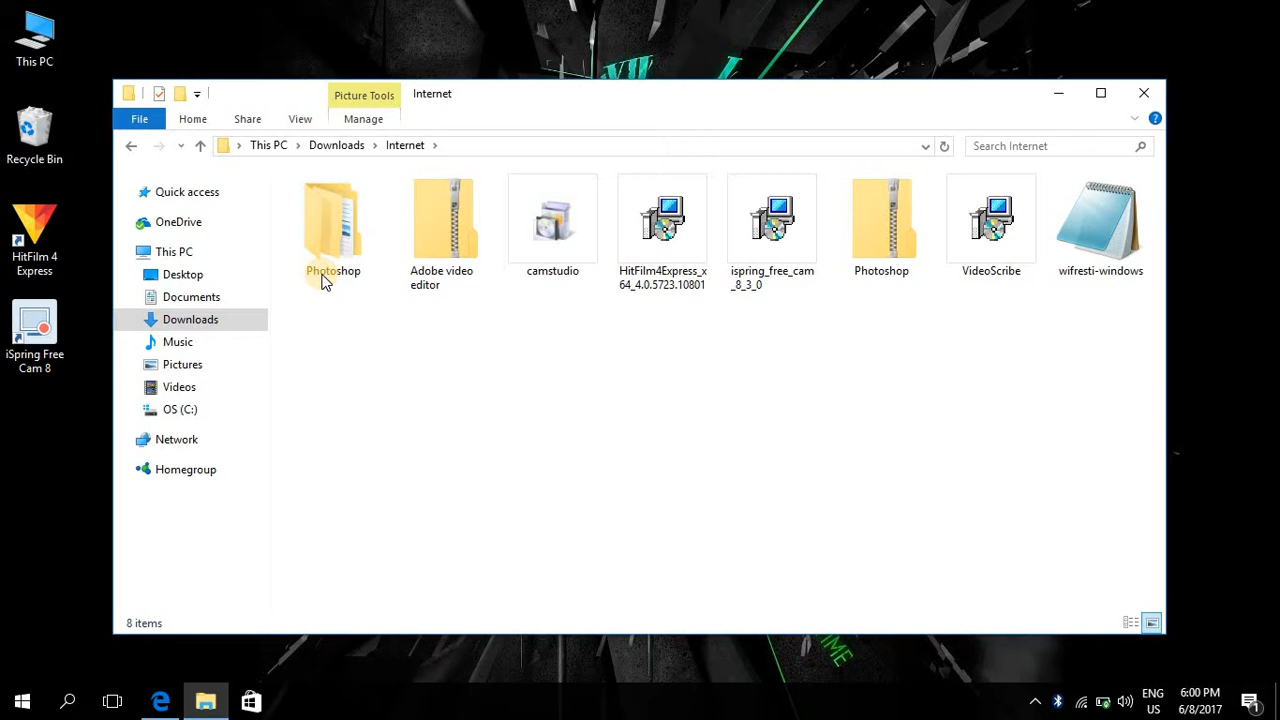 This PC
Recycle Bin
HitFilm 4
Express
iSpring Free
Cam 8
Picture Tools
Internet
File
Home
Share
View
Manage
This PC
Downloads
Internet
Search Internet
Quick access
OneDrive
This PC
Desktop
Documents
Downloads
Music
Pictures
Videos
OS (C:)
Network
Homegroup
Photoshop
Adobe video
editor
camstudio
HitFilm4Express_x
64_4.0.5723.10801
ispring_free_cam
_8_3_0
Photoshop
VideoScribe
wifresti-windows
8 items
VII
IME
ENG
US
6:00 PM
6/8/2017
1